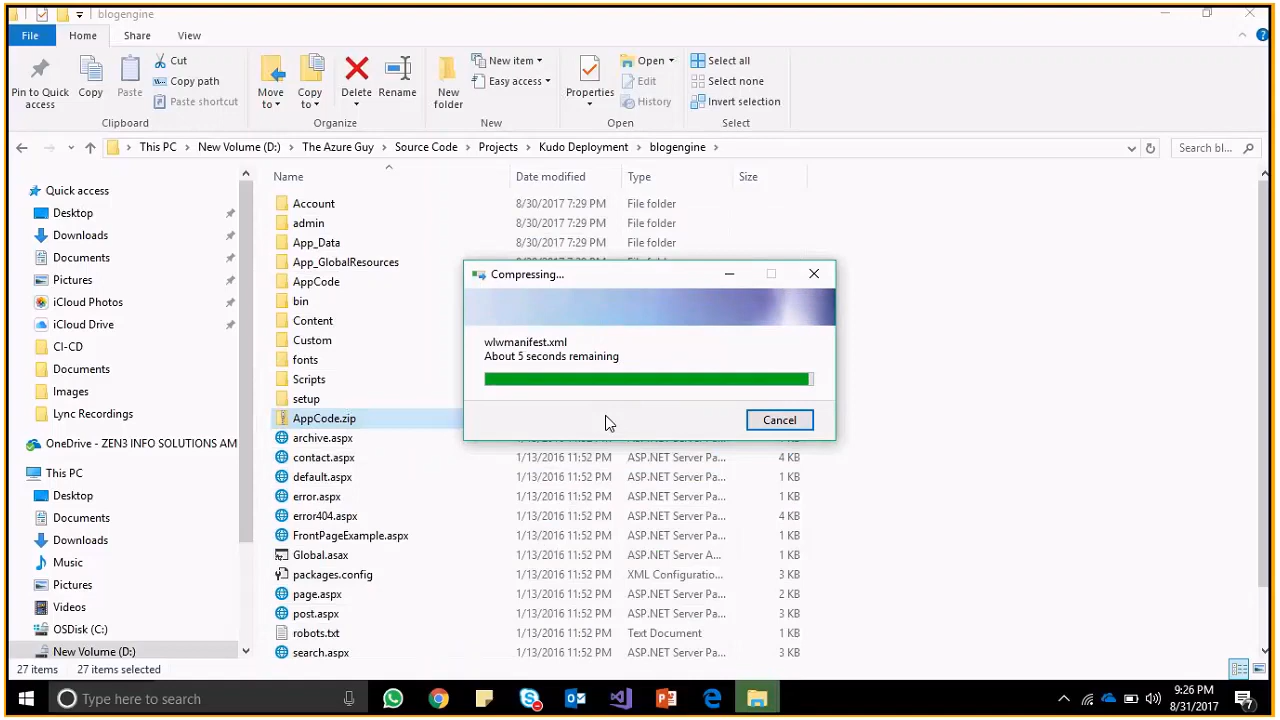 blogengine
File Home Share View
Pin to Quick access
Copy
Paste
Cut
Copy path
Paste shortcut
Clipboard
Move to
Copy to
Delete
Rename
Organize
New folder
New item
Easy access
New
Properties
Open
Edit
History
Open
Select all
Select none
Invert selection
Select
This PC > New Volume (D:) > The Azure Guy > Source Code > Projects > Kudo Deployment > blogengine >
Search bl...
Name Date modified Type Size
Quick access
Desktop
Downloads
Documents
Pictures
iCloud Photos
iCloud Drive
CI-CD
Documents
Images
Lync Recordings
OneDrive - ZEN3 INFO SOLUTIONS AM
This PC
Desktop
Documents
Downloads
Music
Pictures
Videos
OSDisk (C:)
New Volume (D:)
Account 8/30/2017 7:29 PM File folder
admin 8/30/2017 7:29 PM File folder
App_Data 8/30/2017 7:29 PM File folder
App_GlobalResources
AppCode
bin
Content
Custom
fonts
Scripts
setup
AppCode.zip
archive.aspx
contact.aspx 1/13/2016 11:52 PM ASP.NET Server Pa... 4 KB
default.aspx 1/13/2016 11:52 PM ASP.NET Server Pa... 1 KB
error.aspx 1/13/2016 11:52 PM ASP.NET Server Pa... 1 KB
error404.aspx 1/13/2016 11:52 PM ASP.NET Server Pa... 4 KB
FrontPageExample.aspx 1/13/2016 11:52 PM ASP.NET Server Pa... 1 KB
Global.asax 1/13/2016 11:52 PM ASP.NET Server A... 1 KB
packages.config 1/13/2016 11:52 PM XML Configuratio... 3 KB
page.aspx 1/13/2016 11:52 PM ASP.NET Server Pa... 2 KB
post.aspx 1/13/2016 11:52 PM ASP.NET Server Pa... 3 KB
robots.txt 1/13/2016 11:52 PM Text Document 3 KB
search.aspx 1/13/2016 11:52 PM ASP.NET Server Pa... 3 KB
Compressing...
wlwmanifest.xml
About 5 seconds remaining
Cancel
27 items 27 items selected
Type here to search
9:26 PM
8/31/2017
7